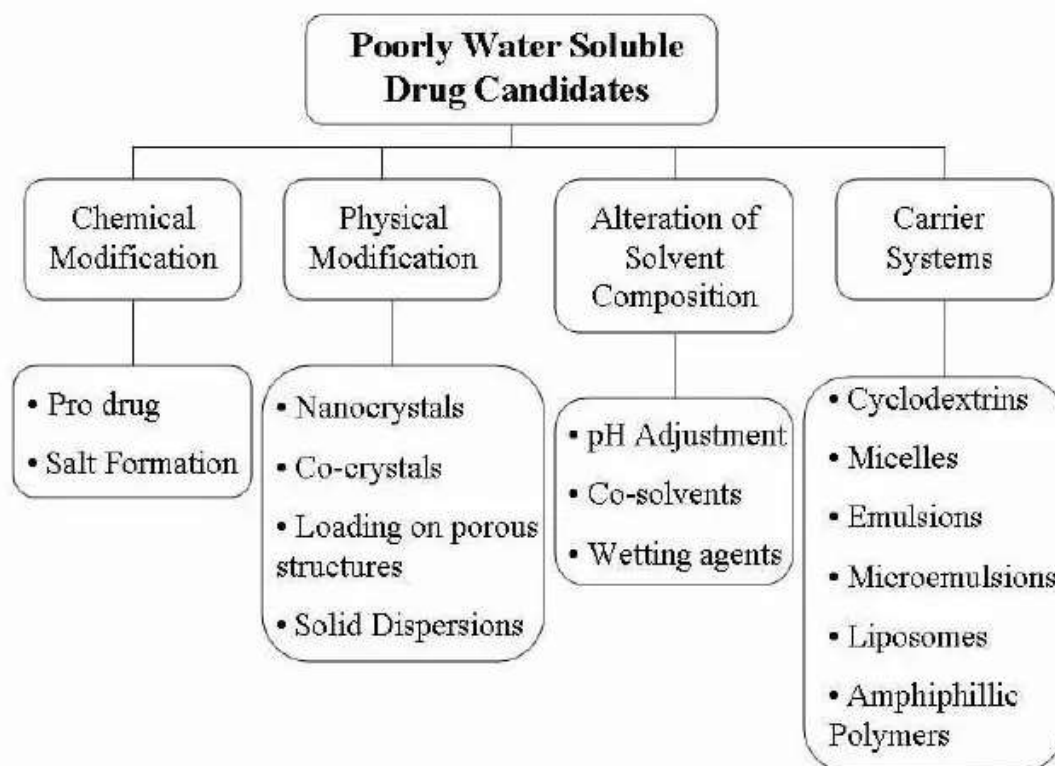 Poorly Water Soluble
Drug Candidates
Chemical
Modification
Physical
Modification
Alteration of
Solvent
Composition
Carrier
Systems
• Pro drug
• Salt Formation
• Nanocrystals
• Co-crystals
• Loading on porous
structures
• Solid Dispersions
• pH Adjustment
• Co-solvents
• Wetting agents
• Cyclodextrins
• Micelles
• Emulsions
• Microemulsions
• Liposomes
• Amphiphillic
Polymers